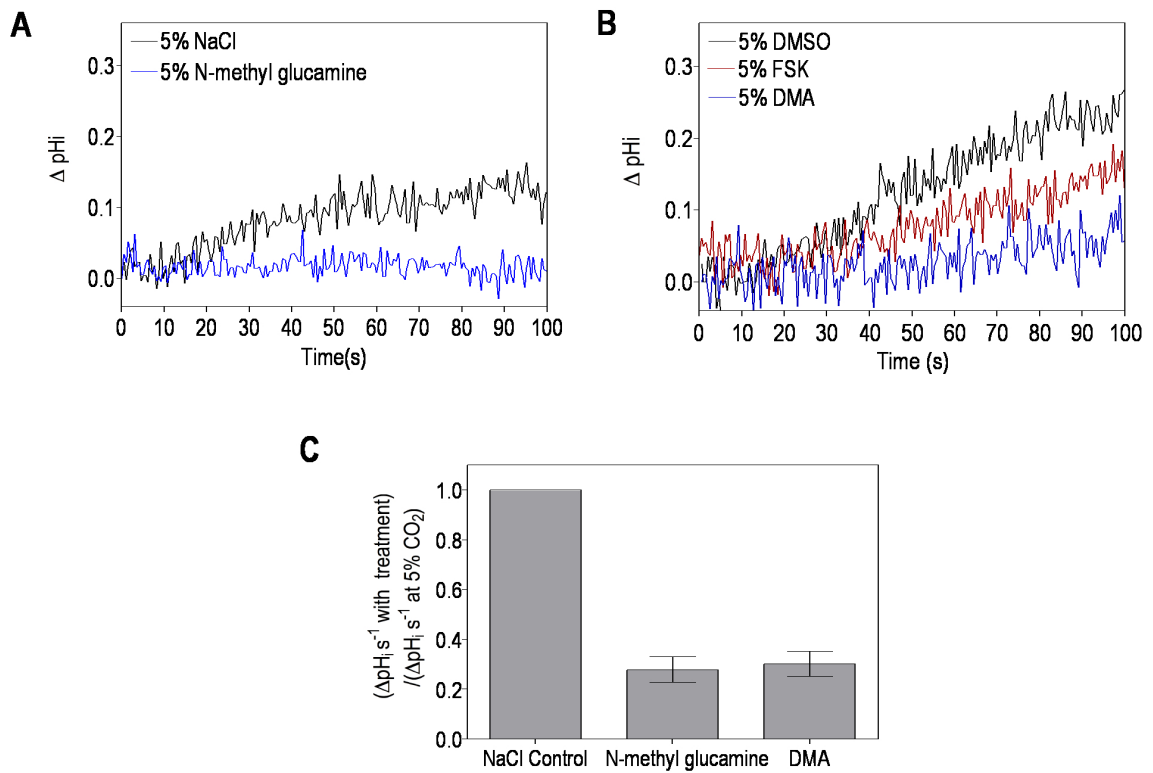 A
5% NaCl
5% N-methyl glucamine
0.3
0.2
0.1
0.0
Δ pHi
0 10 20 30 40 50 60 70 80 90 100
Time(s)
B
5% DMSO
5% FSK
5% DMA
0.3
0.2
0.1
0.0
Δ pHi
0 10 20 30 40 50 60 70 80 90 100
Time (s)
C
(ΔpHi s-1 with treatment)
/(ΔpHi s-1 at 5% CO2)
1.0
0.8
0.6
0.4
0.2
0.0
NaCl Control N-methyl glucamine DMA